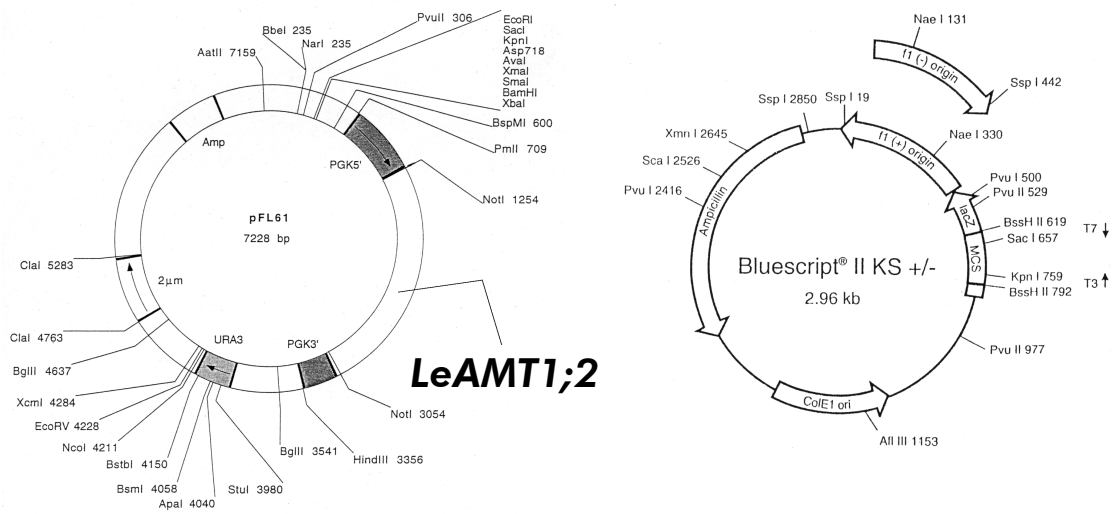 BbeI 235
NarI 235
AatII 7159
PvuII 306
EcoRI
SacI
KpnI
Asp718
AvaI
XmaI
SmaI
BamHI
XbaI
BspMI 600
PmlI 709
NotI 1254
Amp
PGK5'
pFL61
7228 bp
ClaI 5283
2μm
ClaI 4763
BglII 4637
URA3
PGK3'
LeAMT1;2
XcmI 4284
EcoRV 4228
NcoI 4211
BstbI 4150
BsmI 4058
ApaI 4040
StuI 3980
BglII 3541
HindIII 3356
NotI 3054
Nae I 131
f1 (-) origin
Ssp I 442
Ssp I 2850
Ssp I 19
Xmn I 2645
Sca I 2526
Pvu I 2416
Ampicillin
f1 (+) origin
Nae I 330
Pvu I 500
Pvu II 529
lacZ
BssH II 619
Sac I 657
T7
MCS
Kpn I 759
BssH II 792
T3
Bluescript® II KS +/-
2.96 kb
Pvu II 977
ColE1 ori
Afl III 1153